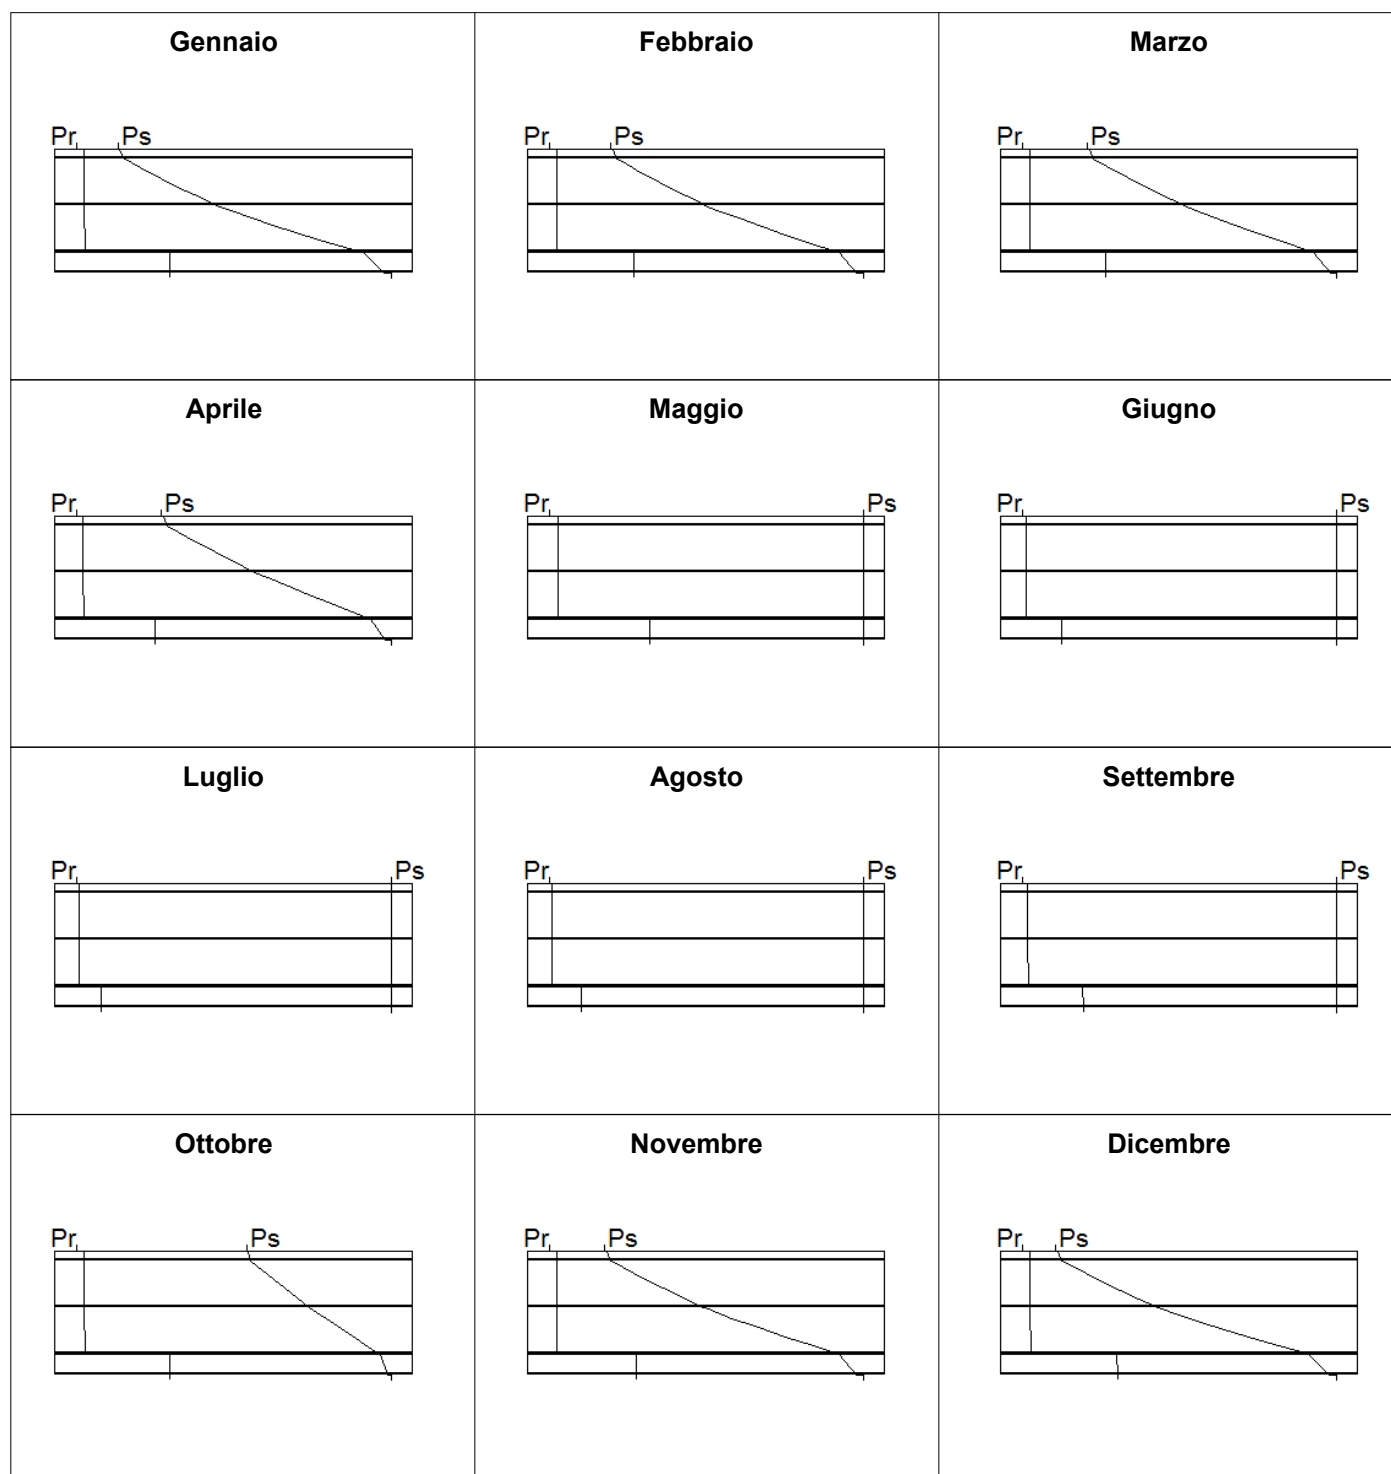 Gennaio Febbraio Marzo
Pr Ps Pr Ps Pr Ps
Aprile Maggio Giugno
Pr Ps Pr Ps Pr Ps
Luglio Agosto Settembre
Pr Ps Pr Ps Pr Ps
Ottobre Novembre Dicembre
Pr Ps Pr Ps Pr Ps